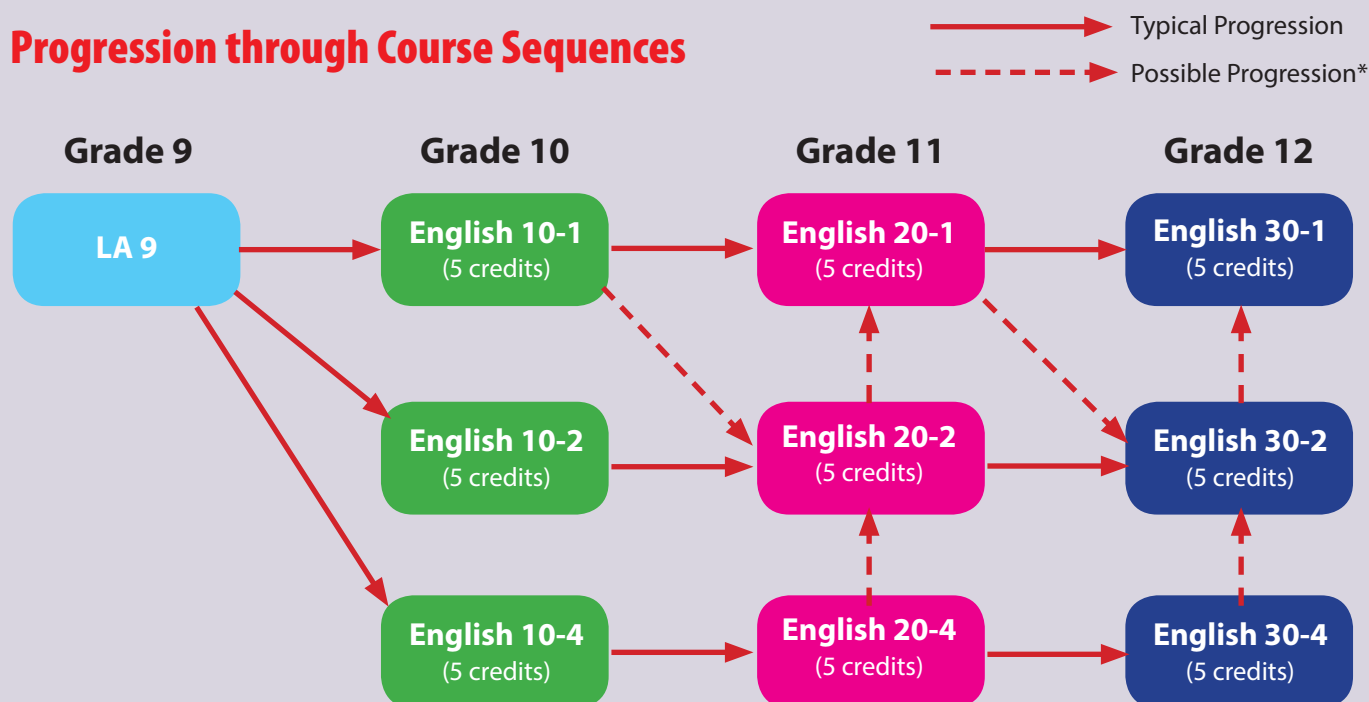 Progression through Course Sequences
Typical Progression
Possible Progression*
Grade 9
Grade 10
Grade 11
Grade 12
LA 9
English 10-1
(5 credits)
English 20-1
(5 credits)
English 30-1
(5 credits)
English 10-2
(5 credits)
English 20-2
(5 credits)
English 30-2
(5 credits)
English 10-4
(5 credits)
English 20-4
(5 credits)
English 30-4
(5 credits)